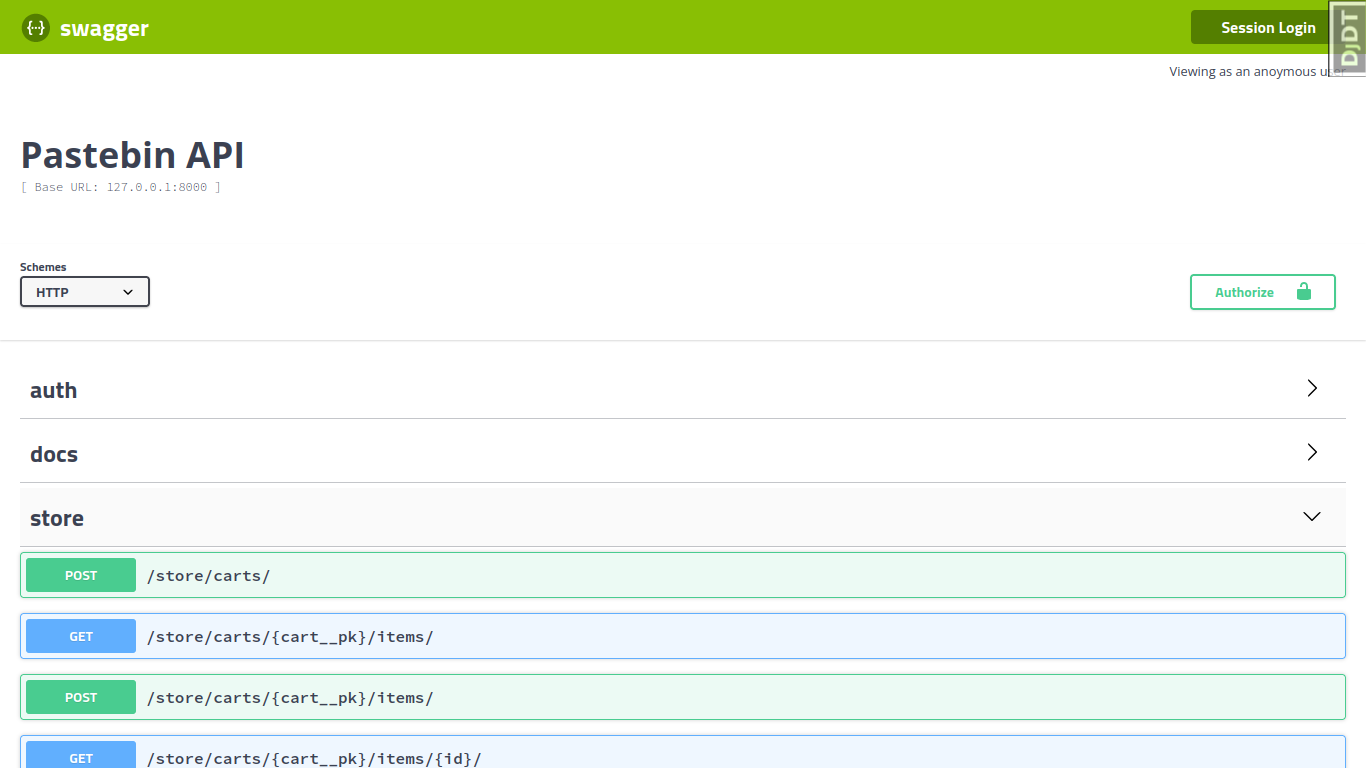 {··} swagger
Session Login
DjDT
Viewing as an anoymous user
Pastebin API
[ Base URL: 127.0.0.1:8000 ]
Schemes
HTTP
Authorize
auth
docs
store
POST /store/carts/
GET /store/carts/{cart__pk}/items/
POST /store/carts/{cart__pk}/items/
GET /store/carts/{cart__pk}/items/{id}/